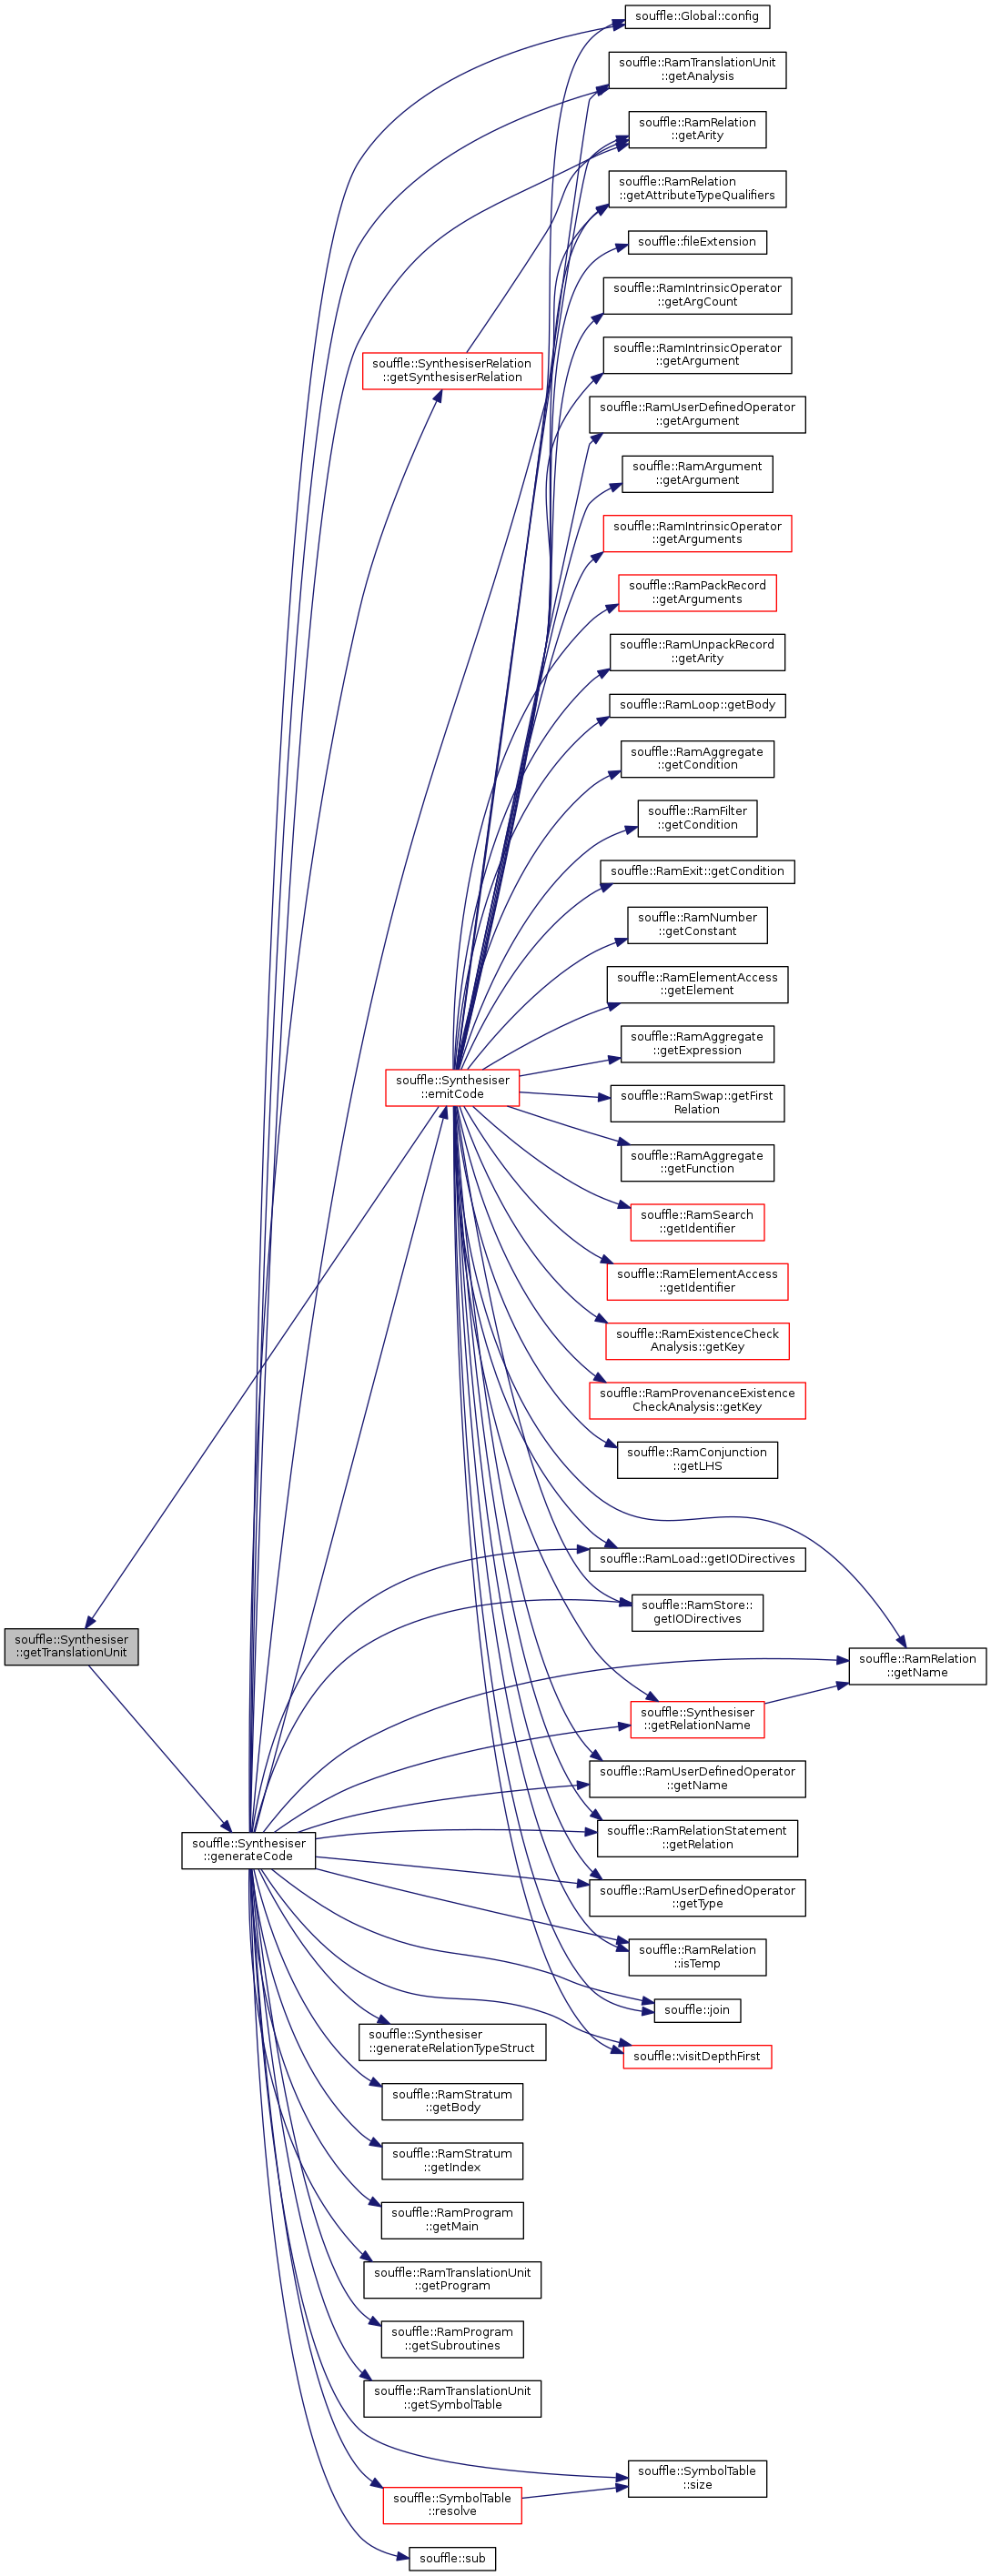 souffle::Global::config
souffle::RamTranslationUnit
::getAnalysis
souffle::RamRelation
::getArity
souffle::RamRelation
::getAttributeTypeQualifiers
souffle::fileExtension
souffle::RamIntrinsicOperator
::getArgCount
souffle::RamIntrinsicOperator
::getArgument
souffle::SynthesiserRelation
::getSynthesiserRelation
souffle::RamUserDefinedOperator
::getArgument
souffle::RamArgument
::getArgument
souffle::RamIntrinsicOperator
::getArguments
souffle::RamPackRecord
::getArguments
souffle::RamUnpackRecord
::getArity
souffle::RamLoop::getBody
souffle::RamAggregate
::getCondition
souffle::RamFilter
::getCondition
souffle::RamExit::getCondition
souffle::RamNumber
::getConstant
souffle::RamElementAccess
::getElement
souffle::RamAggregate
::getExpression
souffle::Synthesiser
::emitCode
souffle::RamSwap::getFirst
Relation
souffle::RamAggregate
::getFunction
souffle::RamSearch
::getIdentifier
souffle::RamElementAccess
::getIdentifier
souffle::RamExistenceCheck
Analysis::getKey
souffle::RamProvenanceExistence
CheckAnalysis::getKey
souffle::RamConjunction
::getLHS
souffle::RamLoad::getIODirectives
souffle::RamStore::
getIODirectives
souffle::Synthesiser
::getTranslationUnit
souffle::RamRelation
::getName
souffle::Synthesiser
::getRelationName
souffle::RamUserDefinedOperator
::getName
souffle::RamRelationStatement
::getRelation
souffle::Synthesiser
::generateCode
souffle::RamUserDefinedOperator
::getType
souffle::RamRelation
::isTemp
souffle::join
souffle::Synthesiser
::generateRelationTypeStruct
souffle::visitDepthFirst
souffle::RamStratum
::getBody
souffle::RamStratum
::getIndex
souffle::RamProgram
::getMain
souffle::RamTranslationUnit
::getProgram
souffle::RamProgram
::getSubroutines
souffle::RamTranslationUnit
::getSymbolTable
souffle::SymbolTable
::size
souffle::SymbolTable
::resolve
souffle::sub